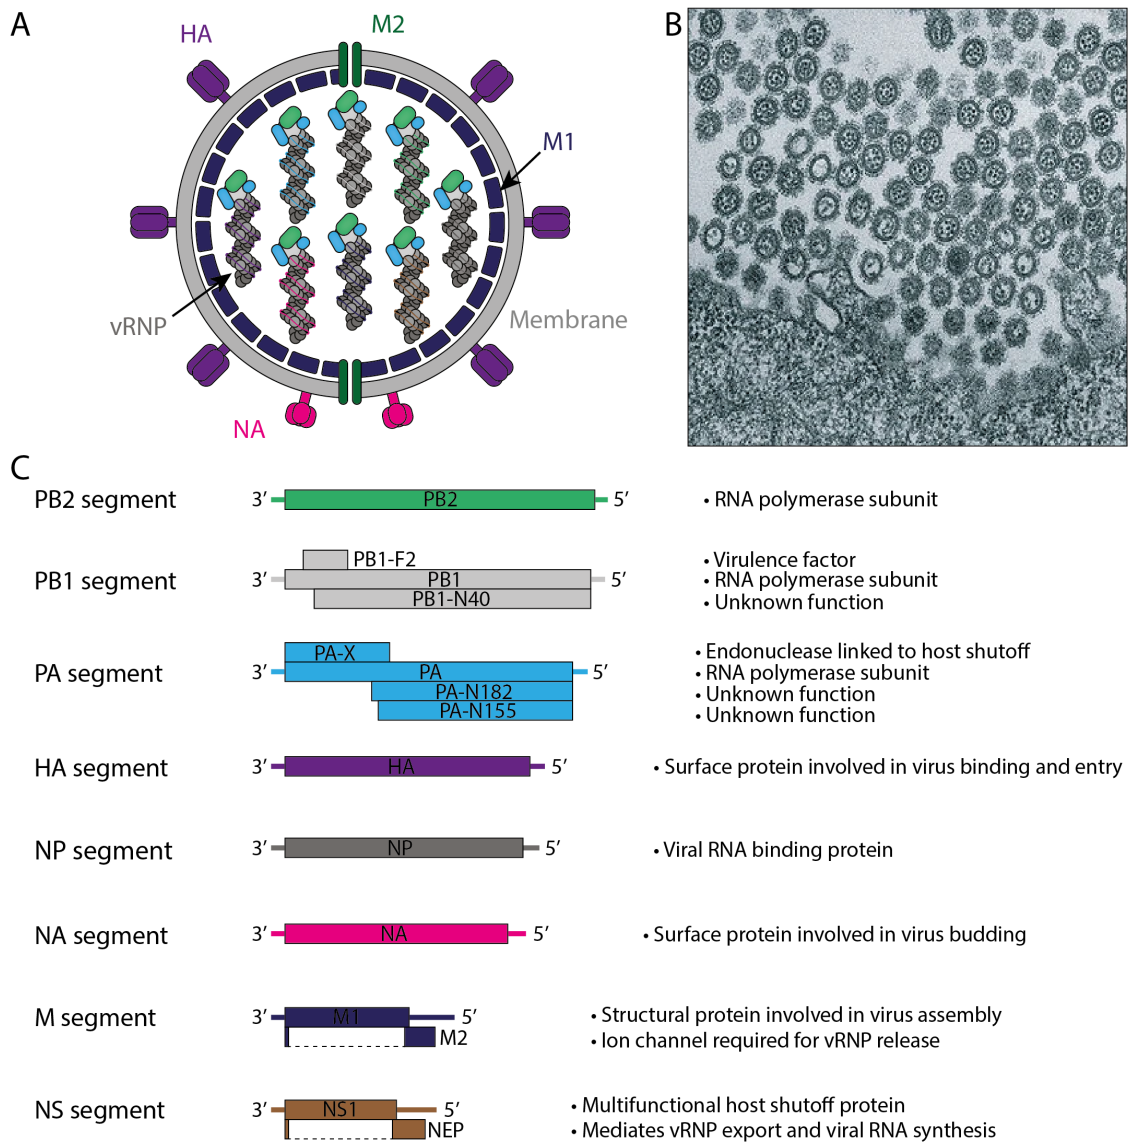 A
HA
M2
M1
vRNP
Membrane
NA
B
C
PB2 segment 3’ PB2 5’ • RNA polymerase subunit
PB1 segment 3’ PB1-F2 PB1 PB1-N40 5’
• Virulence factor
• RNA polymerase subunit
• Unknown function
PA segment 3’ PA-X PA PA-N182 PA-N155 5’
• Endonuclease linked to host shutoff
• RNA polymerase subunit
• Unknown function
• Unknown function
HA segment 3’ HA 5’ • Surface protein involved in virus binding and entry
NP segment 3’ NP 5’ • Viral RNA binding protein
NA segment 3’ NA 5’ • Surface protein involved in virus budding
M segment 3’ M1 5’ M2
• Structural protein involved in virus assembly
• Ion channel required for vRNP release
NS segment 3’ NS1 5’ NEP
• Multifunctional host shutoff protein
• Mediates vRNP export and viral RNA synthesis